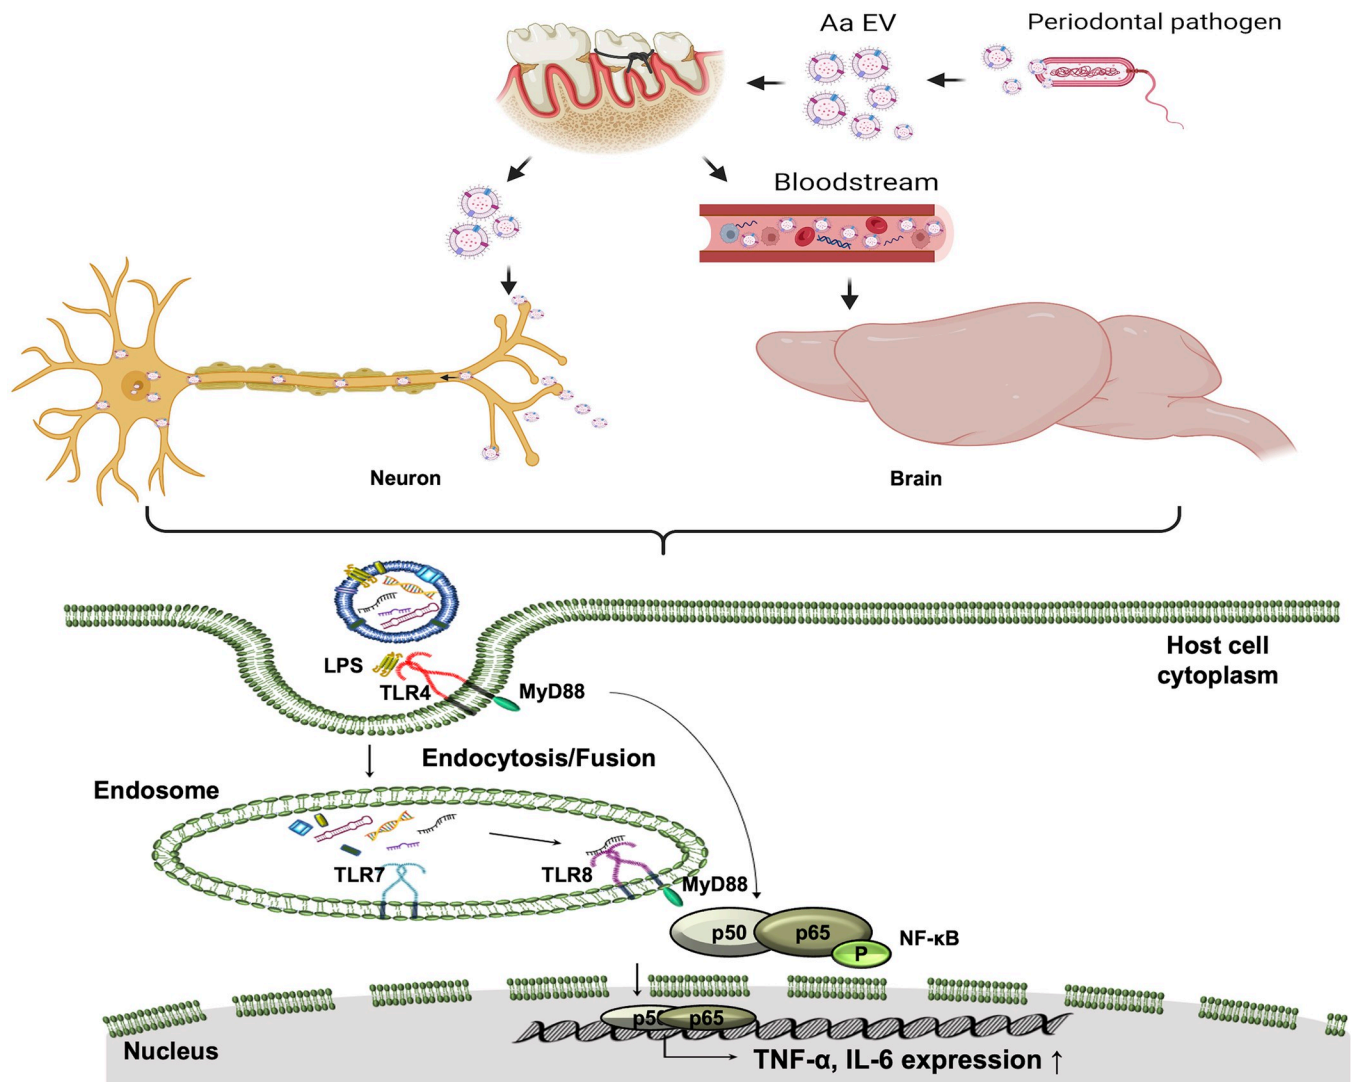 Aa EV
Periodontal pathogen
Bloodstream
Neuron
Brain
Host cell
cytoplasm
LPS
TLR4
MyD88
Endocytosis/Fusion
Endosome
TLR7
TLR8
MyD88
p50
p65
P
NF-κB
p50
p65
Nucleus
TNF-α, IL-6 expression ↑